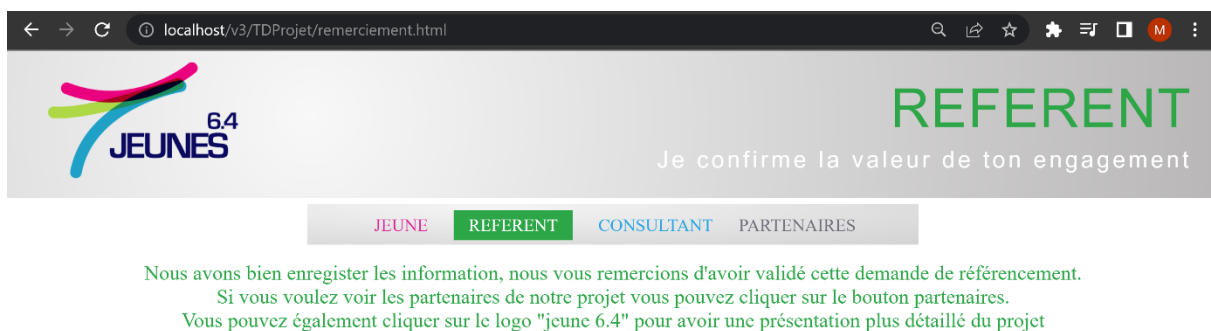 localhost/v3/TDProjet/remerciement.html
M
6.4
JEUNES
REFERENT
Je confirme la valeur de ton engagement
JEUNE REFERENT CONSULTANT PARTENAIRES
Nous avons bien enregister les information, nous vous remercions d'avoir validé cette demande de référencement.
Si vous voulez voir les partenaires de notre projet vous pouvez cliquer sur le bouton partenaires.
Vous pouvez également cliquer sur le logo "jeune 6.4" pour avoir une présentation plus détaillé du projet